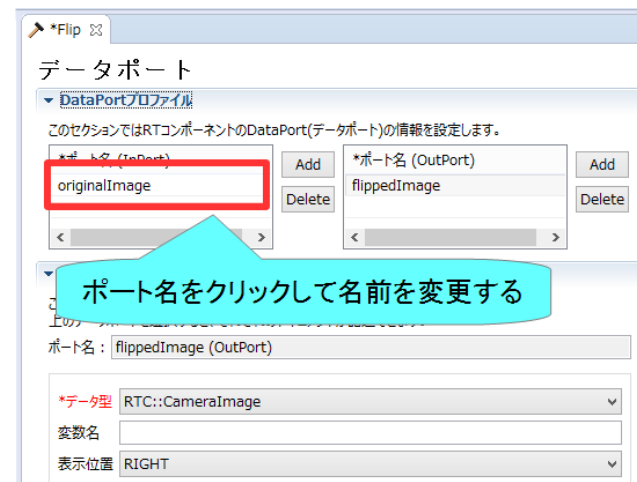 *Flip
データポート
DataPortプロファイル
このセクションではRTコンポーネントのDataPort(データポート)の情報を設定します。
*ポート名 (InPort)
originalImage
Add
Delete
*ポート名 (OutPort)
flippedImage
Add
Delete
ポート名をクリックして名前を変更する
ポート名: flippedImage (OutPort)
*データ型 RTC::CameraImage
変数名
表示位置 RIGHT